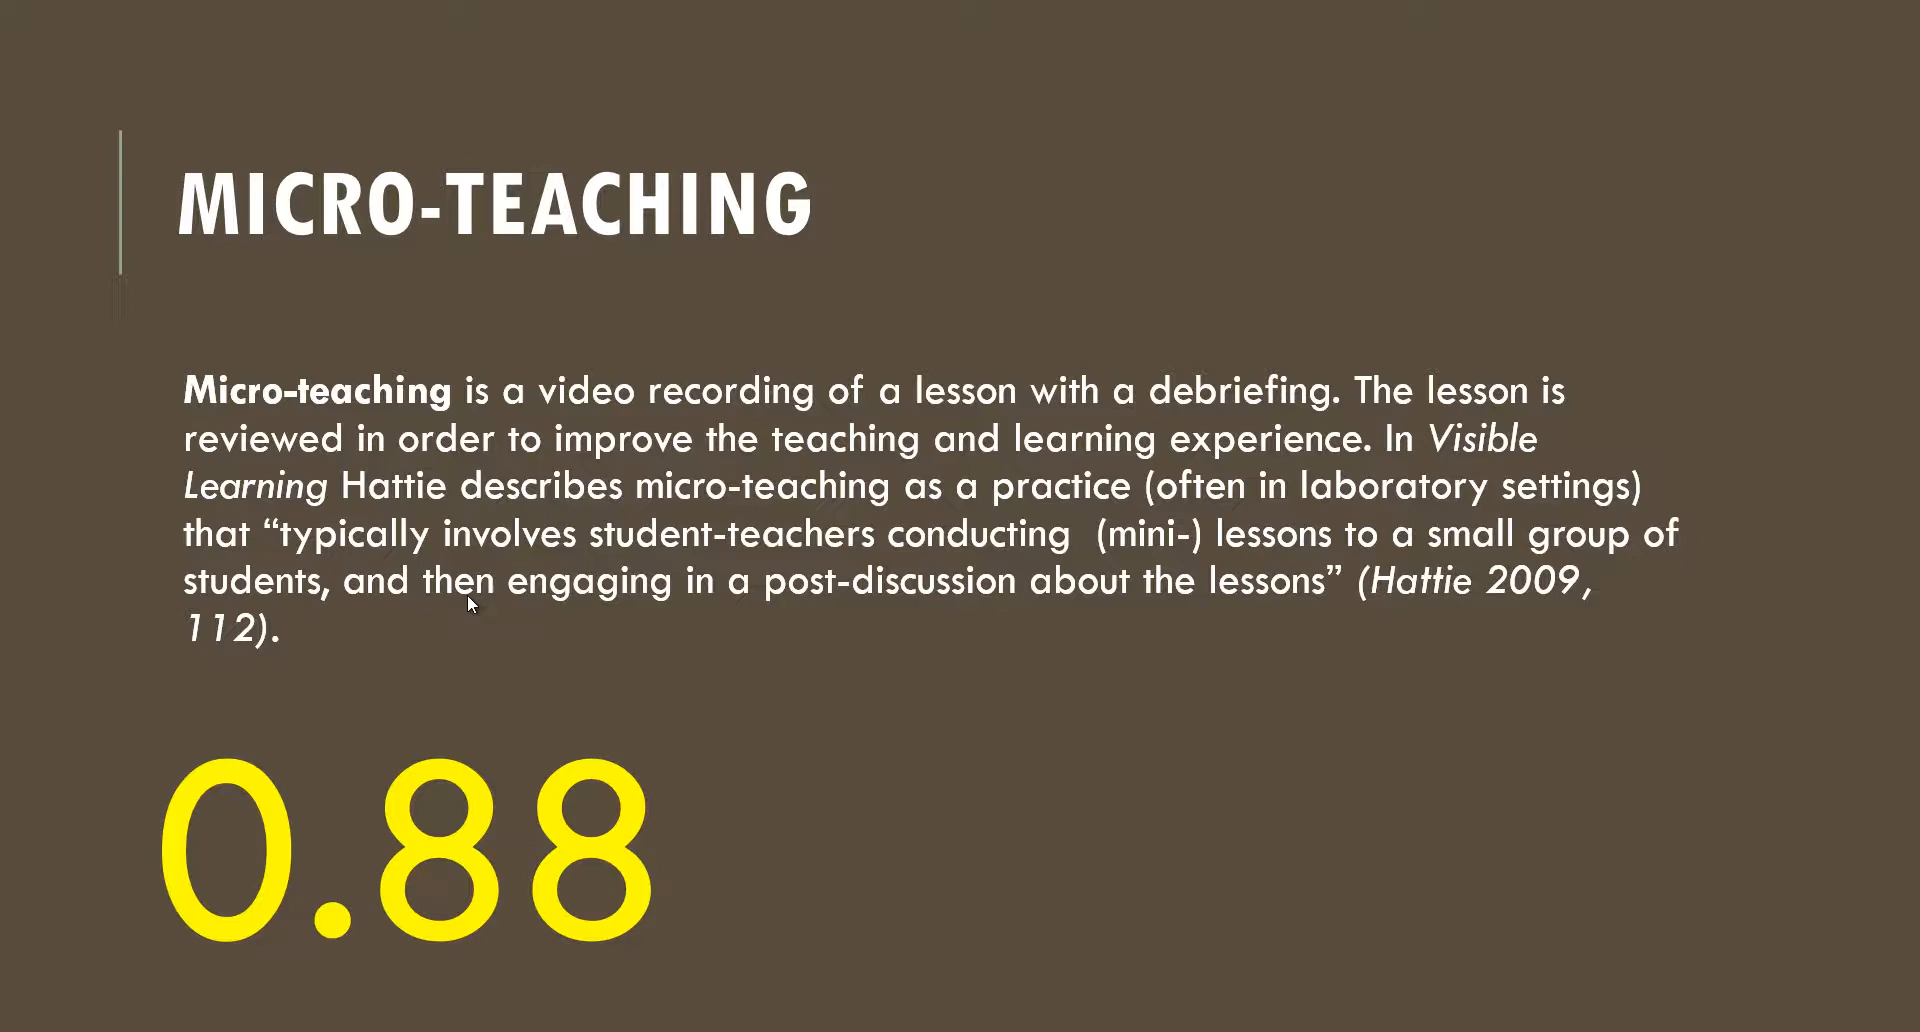 MICRO-TEACHING
Micro-teaching is a video recording of a lesson with a debriefing. The lesson is
reviewed in order to improve the teaching and learning experience. In Visible
Learning Hattie describes micro-teaching as a practice (often in laboratory settings)
that “typically involves student-teachers conducting  (mini-) lessons to a small group of
students, and then engaging in a post-discussion about the lessons” (Hattie 2009,
112).
0.88